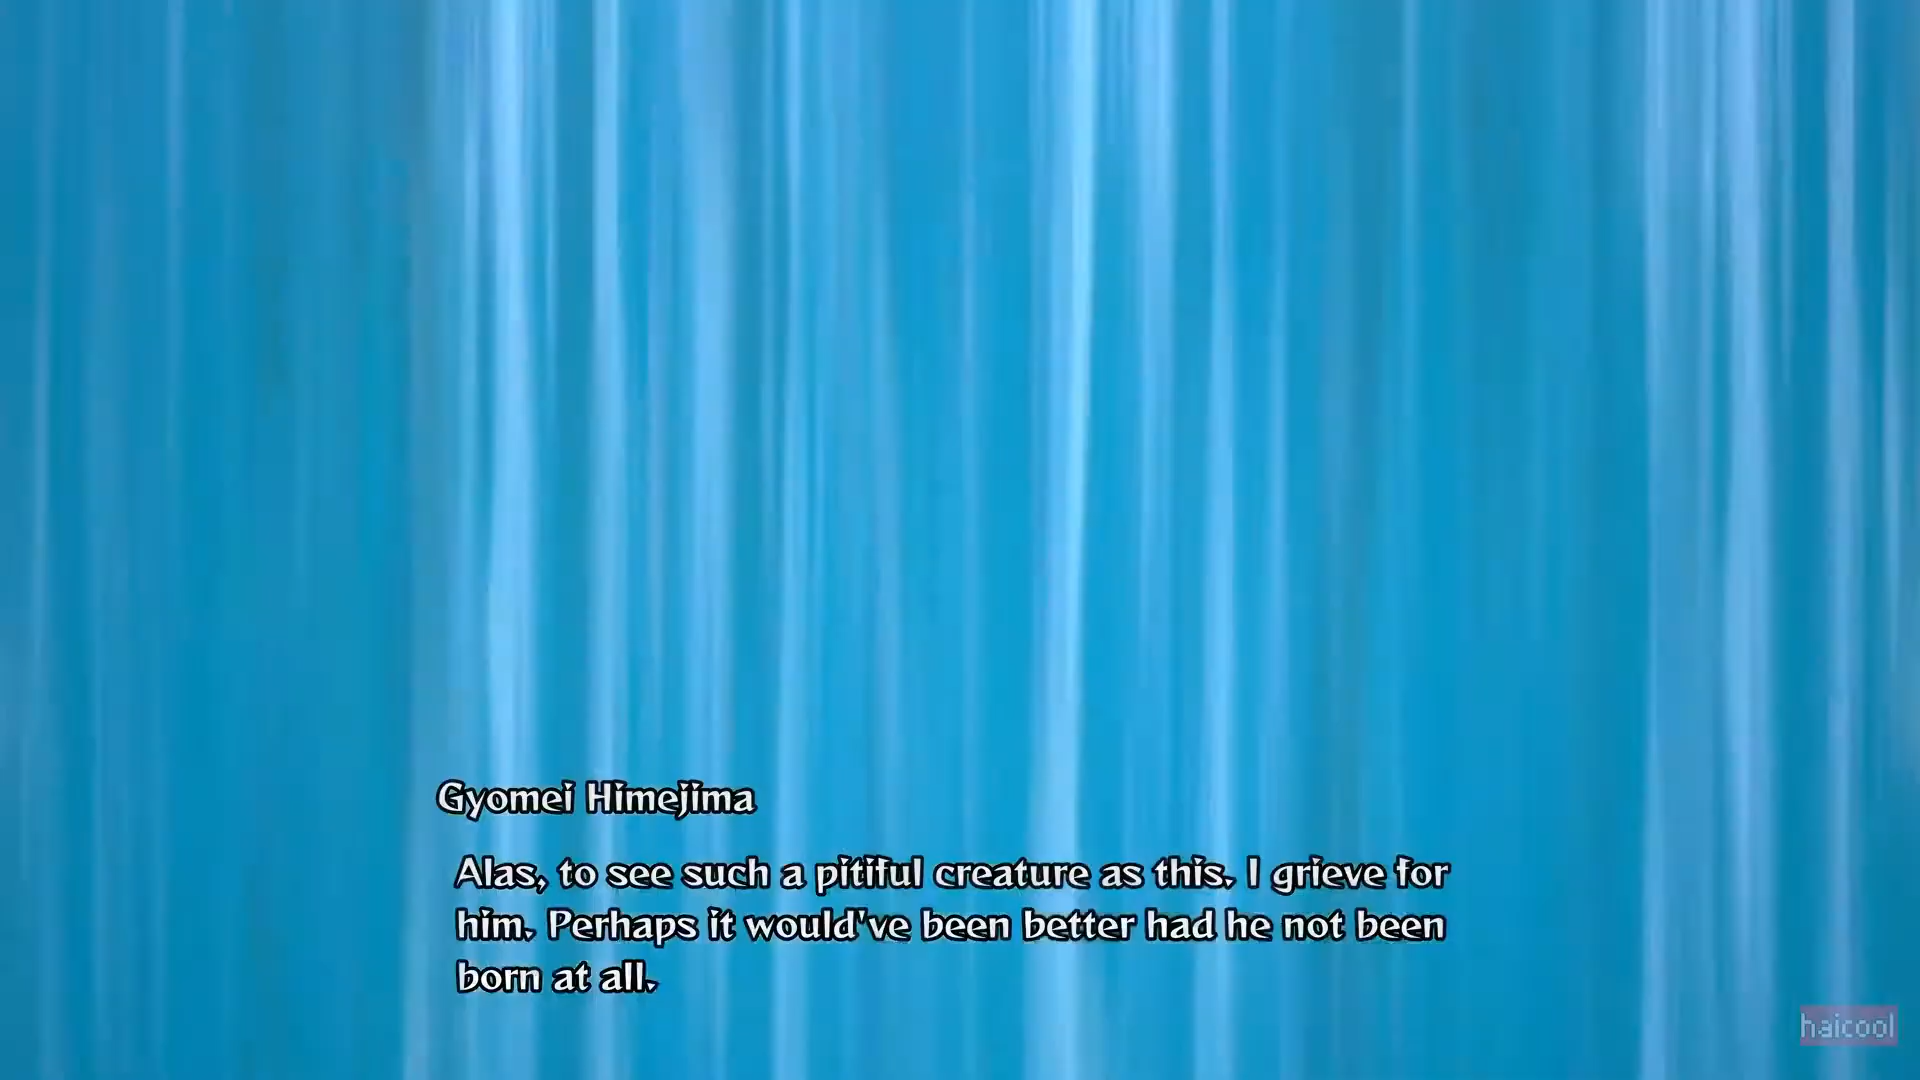 Gyomei Himejima
Alas, to see such a pitiful creature as this. I grieve for
him. Perhaps it would've been better had he not been
born at all.
haicool